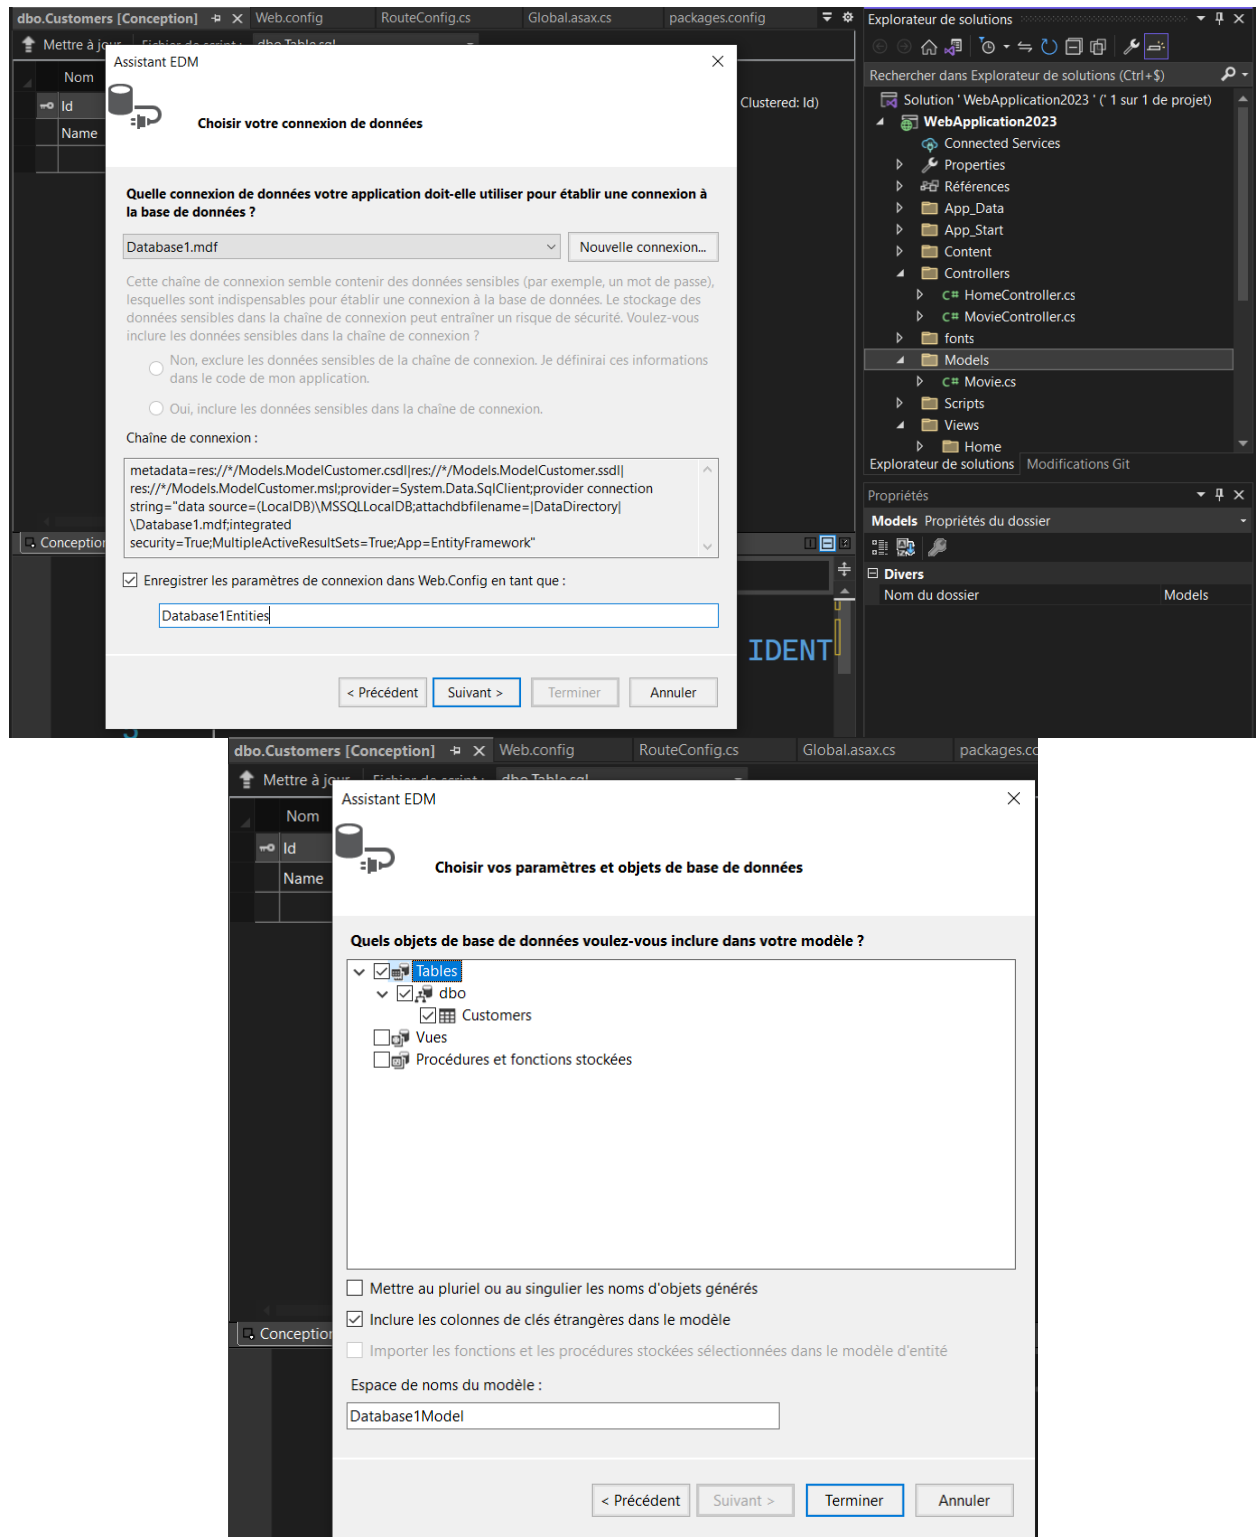 dbo.Customers [Conception] Web.config RouteConfig.cs Global.asax.cs packages.config
Mettre à jour
Nom
Id
Name
Clustered: Id)
Conception
IDENT
Assistant EDM
Choisir votre connexion de données
Quelle connexion de données votre application doit-elle utiliser pour établir une connexion à
la base de données ?
Database1.mdf
Nouvelle connexion...
Cette chaîne de connexion semble contenir des données sensibles (par exemple, un mot de passe),
lesquelles sont indispensables pour établir une connexion à la base de données. Le stockage des
données sensibles dans la chaîne de connexion peut entraîner un risque de sécurité. Voulez-vous
inclure les données sensibles dans la chaîne de connexion ?
Non, exclure les données sensibles de la chaîne de connexion. Je définirai ces informations
dans le code de mon application.
Oui, inclure les données sensibles dans la chaîne de connexion.
Chaîne de connexion :
metadata=res://*/Models.ModelCustomer.csdl|res://*/Models.ModelCustomer.ssdl|
res://*/Models.ModelCustomer.msl;provider=System.Data.SqlClient;provider connection
string="data source=(LocalDB)\MSSQLLocalDB;attachdbfilename=|DataDirectory|
\Database1.mdf;integrated
security=True;MultipleActiveResultSets=True;App=EntityFramework"
Enregistrer les paramètres de connexion dans Web.Config en tant que :
Database1Entities
< Précédent Suivant > Terminer Annuler
Explorateur de solutions
Rechercher dans Explorateur de solutions (Ctrl+$)
Solution ' WebApplication2023 ' (' 1 sur 1 de projet)
WebApplication2023
Connected Services
Properties
Références
App_Data
App_Start
Content
Controllers
C# HomeController.cs
C# MovieController.cs
fonts
Models
C# Movie.cs
Scripts
Views
Home
Explorateur de solutions Modifications Git
Propriétés
Models Propriétés du dossier
Divers
Nom du dossier Models
dbo.Customers [Conception] Web.config RouteConfig.cs Global.asax.cs packages.co
Mettre à jour
Nom
Id
Name
Conception
Assistant EDM
Choisir vos paramètres et objets de base de données
Quels objets de base de données voulez-vous inclure dans votre modèle ?
Tables
dbo
Customers
Vues
Procédures et fonctions stockées
Mettre au pluriel ou au singulier les noms d'objets générés
Inclure les colonnes de clés étrangères dans le modèle
Importer les fonctions et les procédures stockées sélectionnées dans le modèle d'entité
Espace de noms du modèle :
Database1Model
< Précédent Suivant > Terminer Annuler